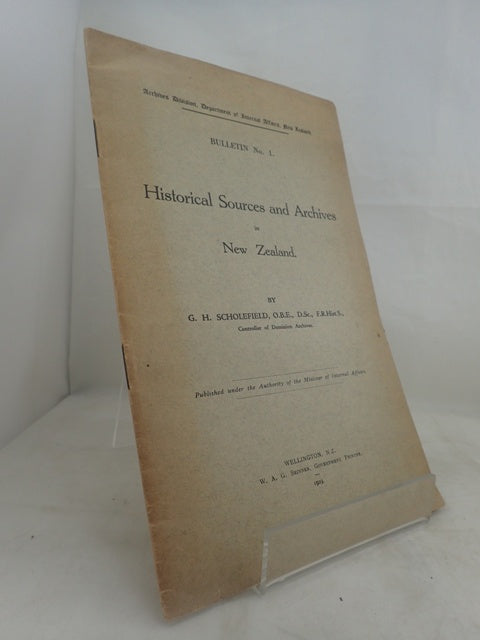 Archives Division, Department of Internal Affairs, New Zealand.
BULLETIN No. 1.
Historical Sources and Archives
in
New Zealand.
BY
G. H. SCHOLEFIELD, O.B.E., D.Sc., F.R.Hist.S.,
Controller of Dominion Archives.
Published under the Authority of the Minister of Internal Affairs.
WELLINGTON, N.Z.
W. A. G. SKINNER, GOVERNMENT PRINTER.